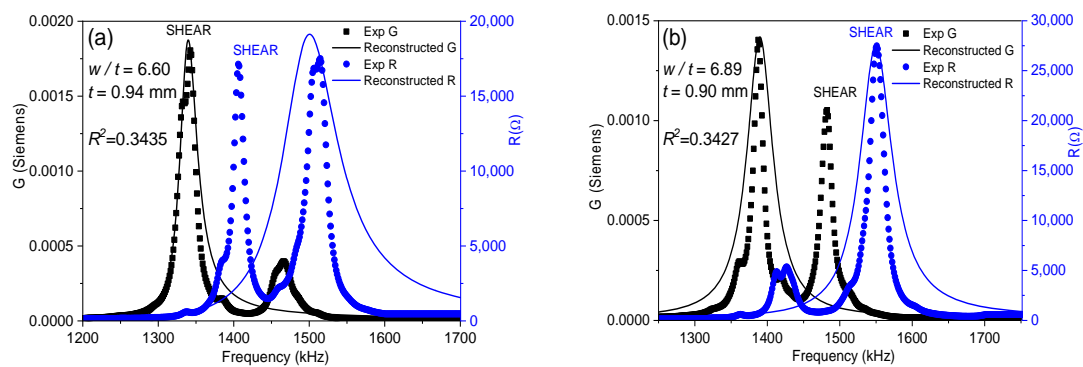 (a)
SHEAR
SHEAR
Exp G
Reconstructed G
Exp R
Reconstructed R
w / t = 6.60
t = 0.94 mm
R²=0.3435
G (Siemens)
0.0020
0.0015
0.0010
0.0005
0.0000
R(Ω)
20,000
15,000
10,000
5,000
0
1200 1300 1400 1500 1600 1700
Frequency (kHz)
(b)
SHEAR
SHEAR
Exp G
Reconstructed G
Exp R
Reconstructed R
w / t = 6.89
t = 0.90 mm
R²=0.3427
G (Siemens)
0.0015
0.0010
0.0005
0.0000
R(Ω)
30,000
25,000
20,000
15,000
10,000
5,000
0
1300 1400 1500 1600 1700
Frequency (kHz)